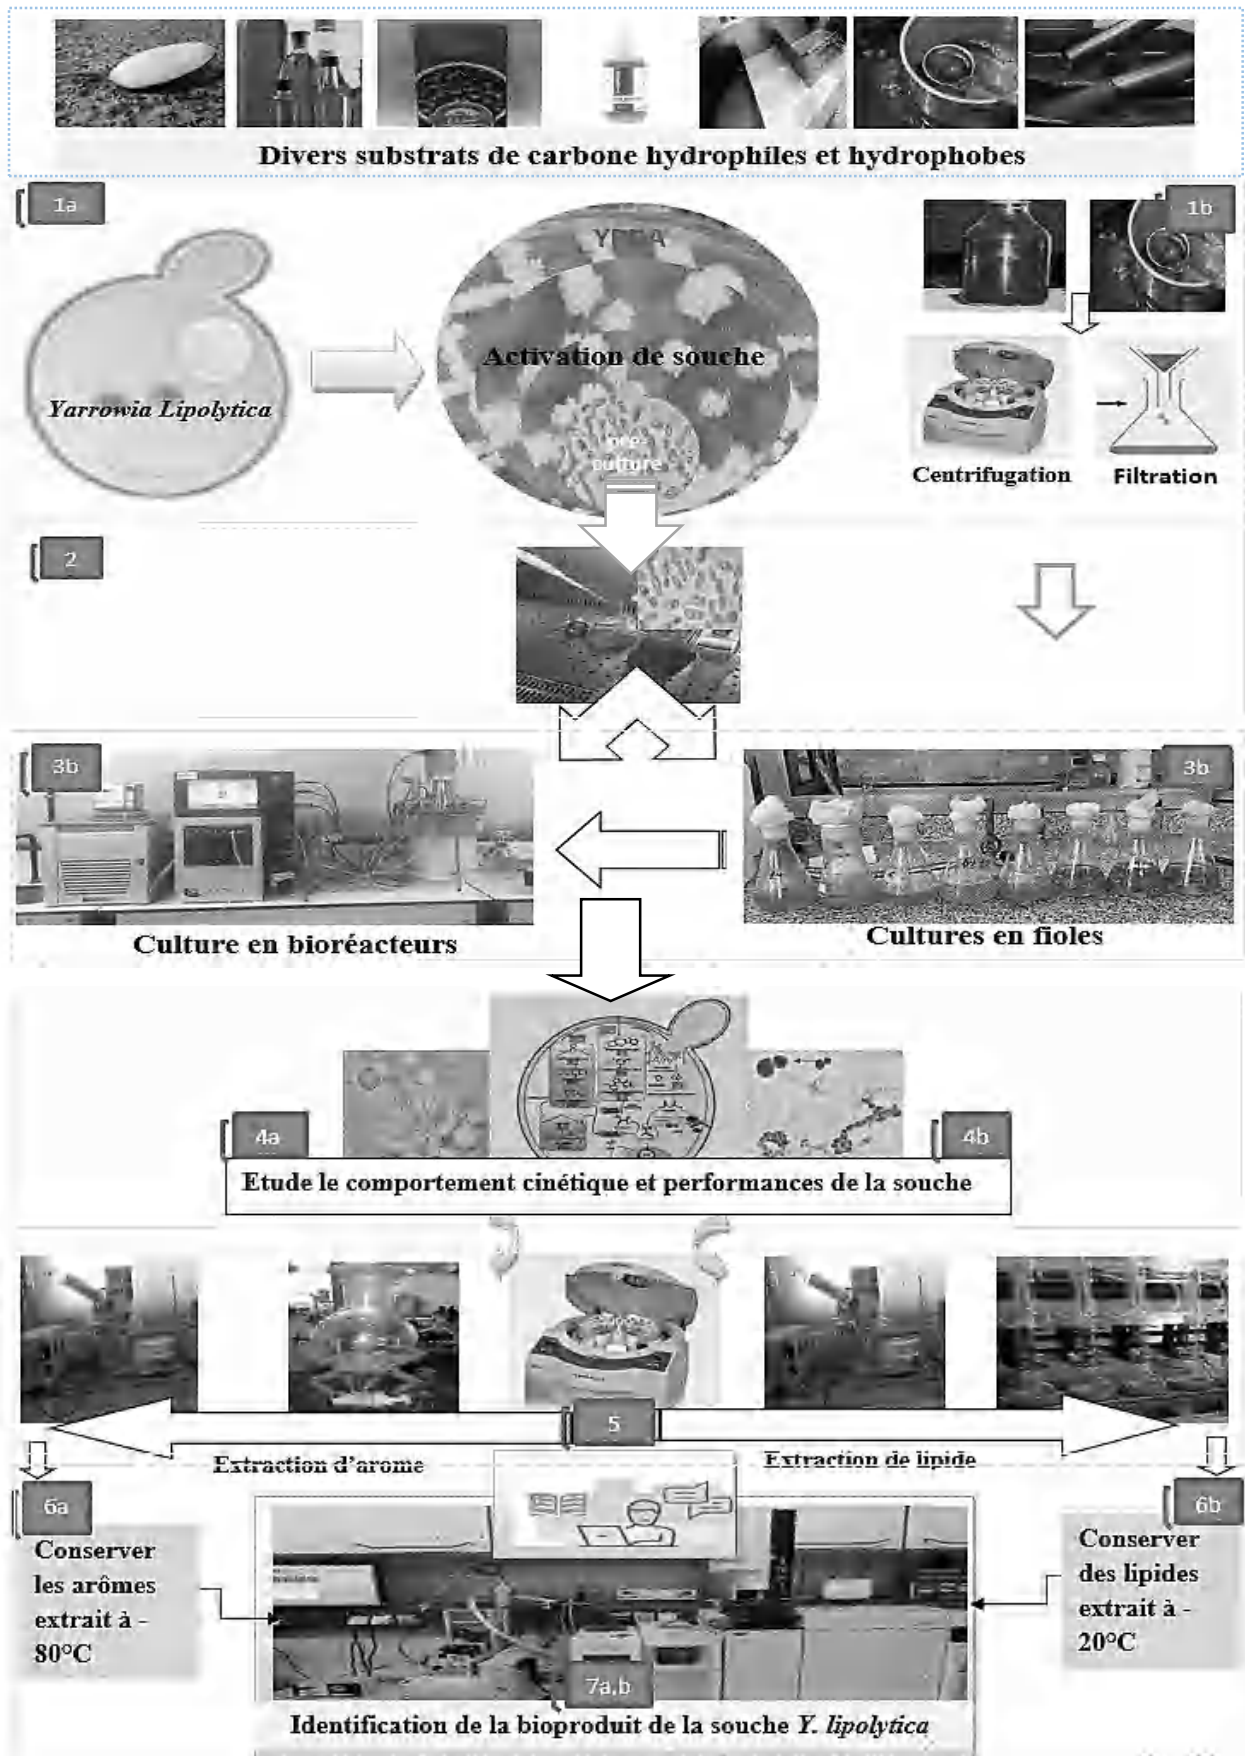 Divers substrats de carbone hydrophiles et hydrophobes
1a
1b
Yarrowia Lipolytica
Activation de souche
culture
Centrifugation
Filtration
2
3b
3b
Culture en bioréacteurs
Cultures en fioles
4a
4b
Etude le comportement cinétique et performances de la souche
5
Extraction d'arome
Extraction de lipide
6a
6b
Conserver
les arômes
extrait à -
80°C
Conserver
des lipides
extrait à -
20°C
7a,b
Identification de la bioproduit de la souche Y. lipolytica